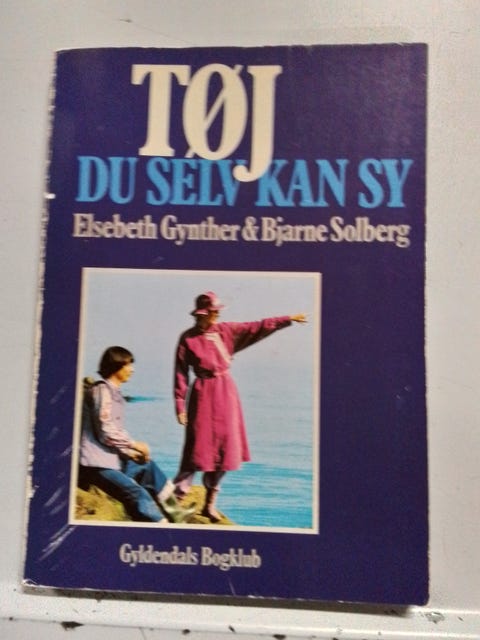 TØJ
DU SELV KAN SY
Elsebeth Gynther & Bjarne Solberg
Gyldendals Bogklub